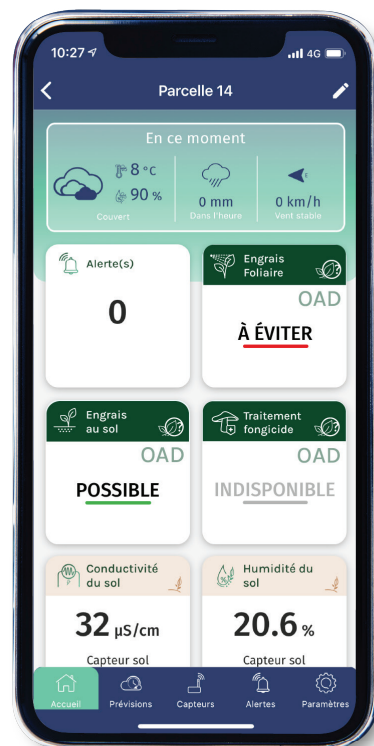 10:27
4G
Parcelle 14
En ce moment
8 °C
90 %
Couvert
0 mm
Dans l'heure
0 km/h
Vent stable
Alerte(s)
0
Engrais
Foliaire
OAD
À ÉVITER
Engrais
au sol
OAD
POSSIBLE
Traitement
fongicide
OAD
INDISPONIBLE
Conductivité
du sol
32 µS/cm
Capteur sol
Humidité du
sol
20.6 %
Capteur sol
Accueil
Prévisions
Capteurs
Alertes
Paramètres